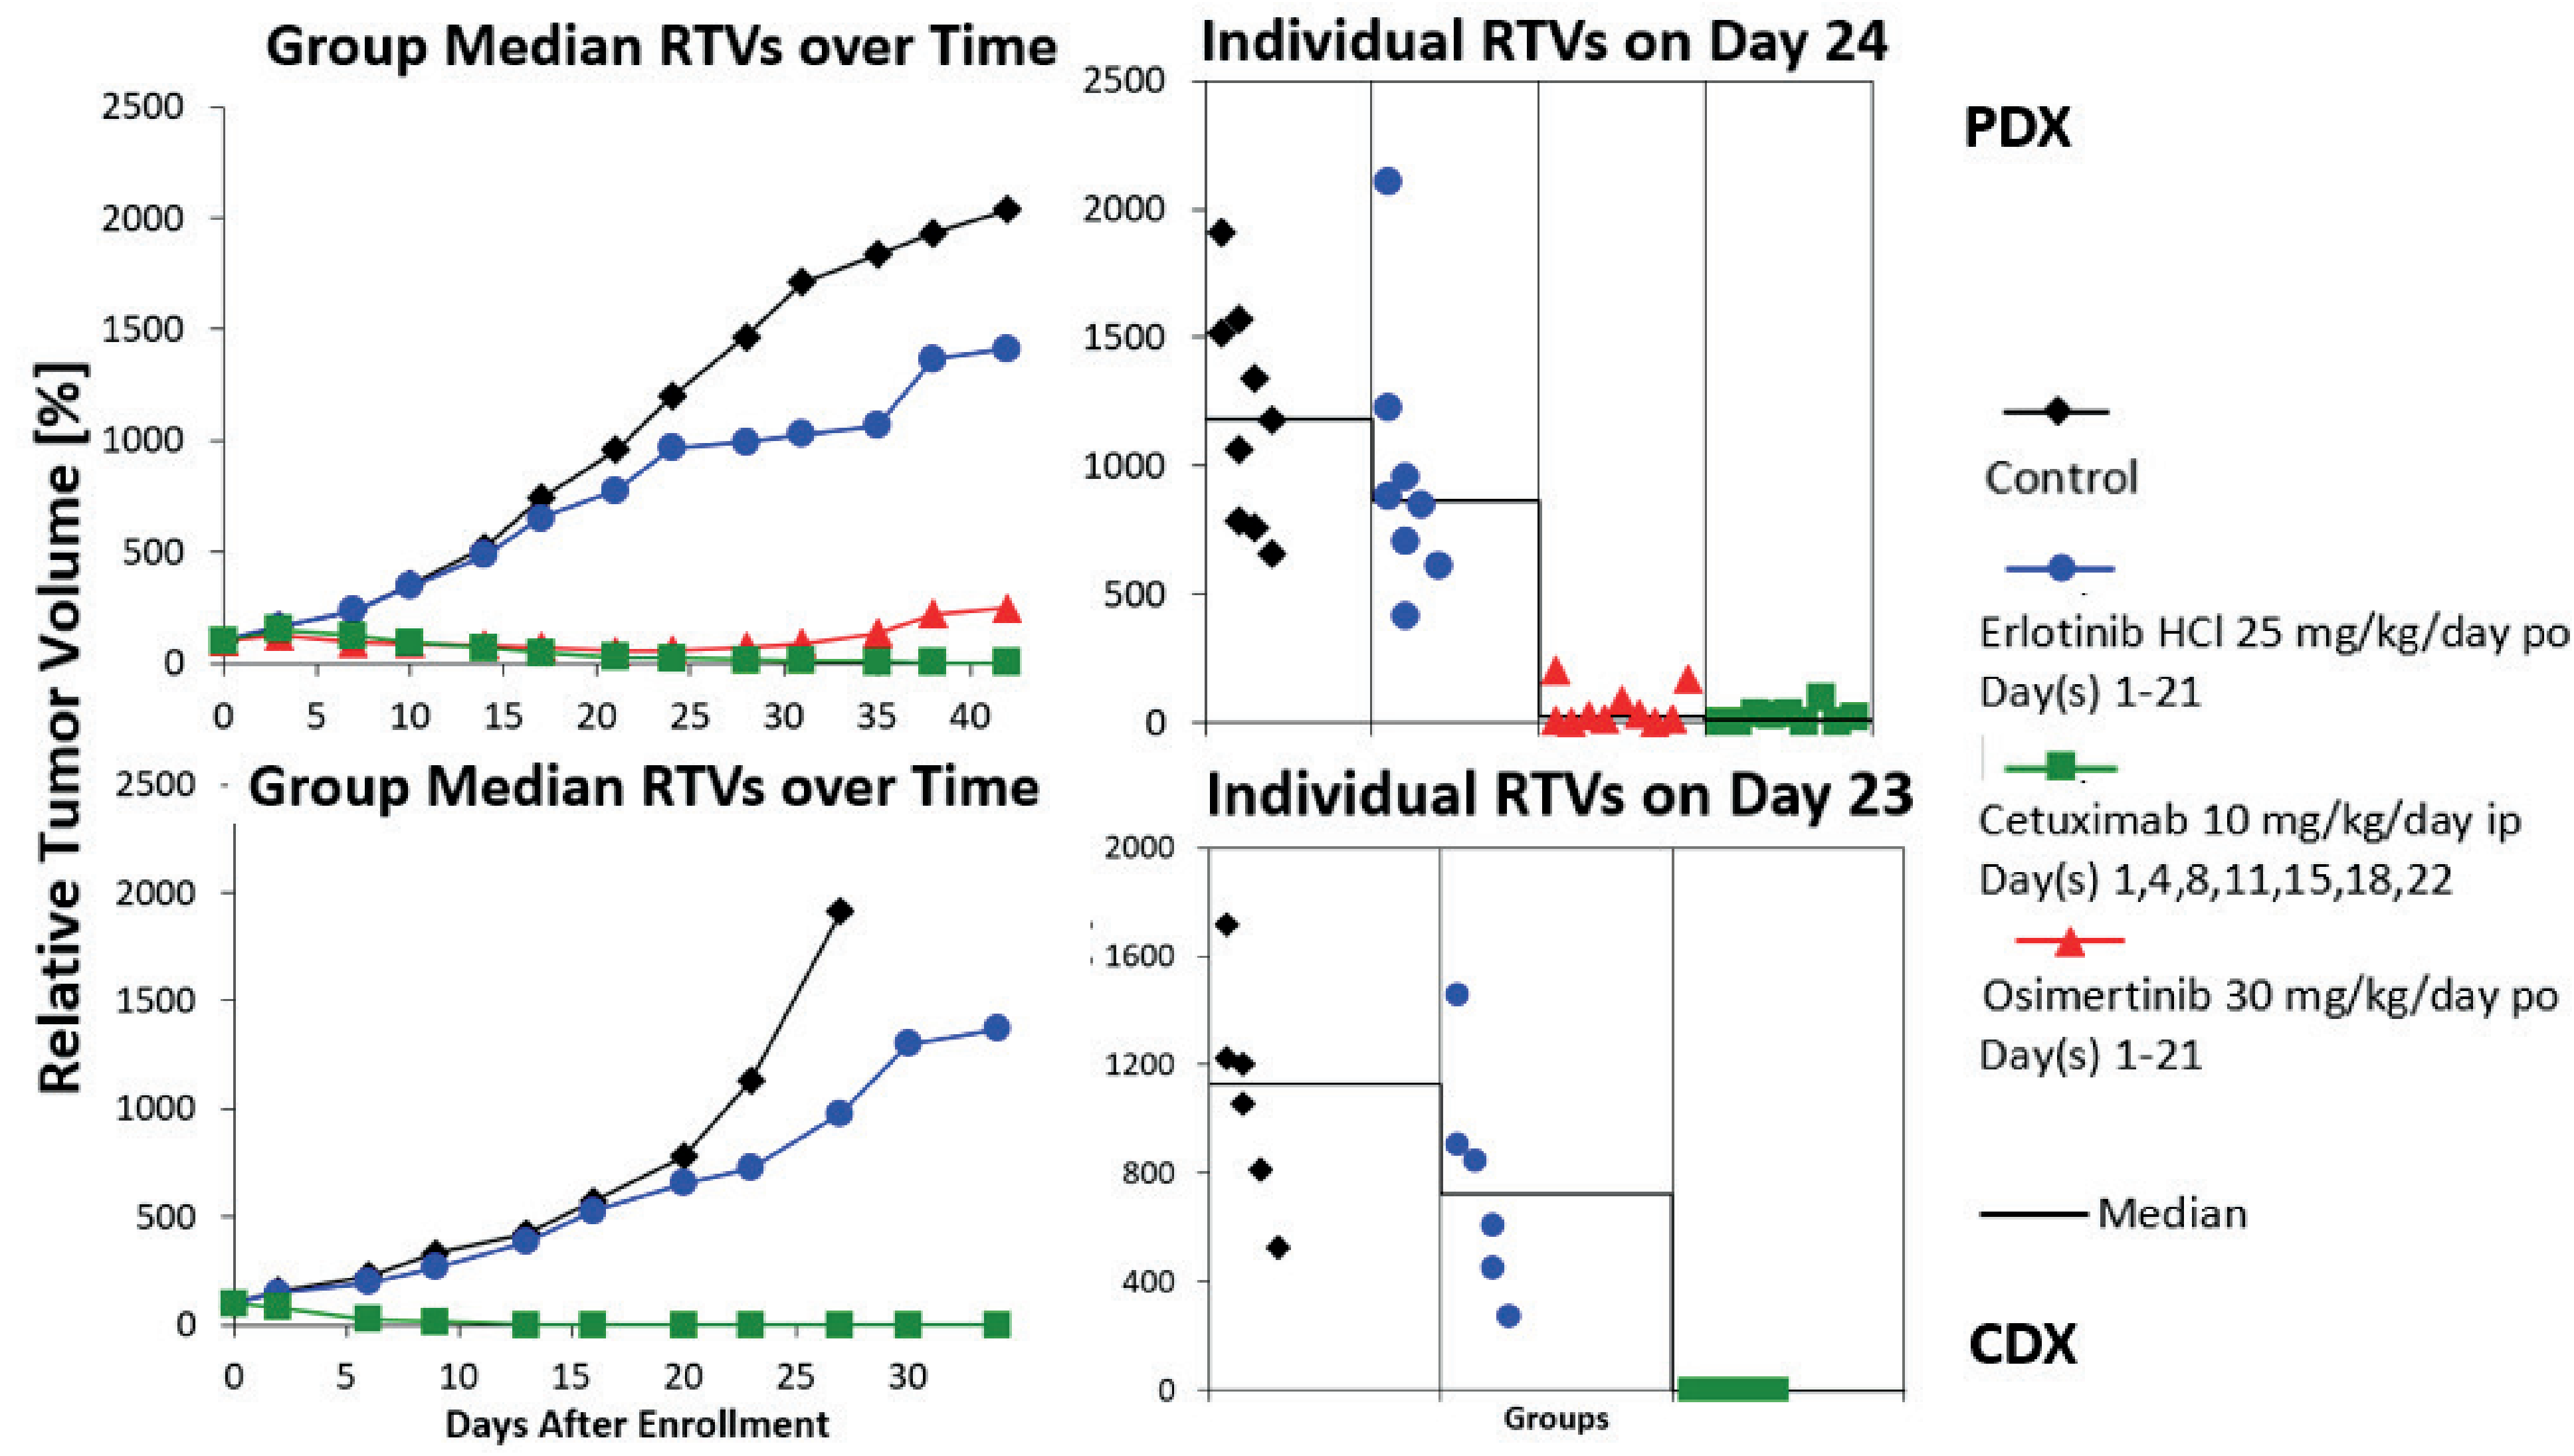 Group Median RTVs over Time
2500
2000
1500
1000
500
0
0 5 10 15 20 25 30 35 40
Individual RTVs on Day 24
2500
2000
1500
1000
500
0
PDX
Relative Tumor Volume [%]
Group Median RTVs over Time
2500
2000
1500
1000
500
0
0 5 10 15 20 25 30
Days After Enrollment
Individual RTVs on Day 23
2000
1600
1200
800
400
0
Groups
Control
Erlotinib HCl 25 mg/kg/day po
Day(s) 1-21
Cetuximab 10 mg/kg/day ip
Day(s) 1,4,8,11,15,18,22
Osimertinib 30 mg/kg/day po
Day(s) 1-21
Median
CDX